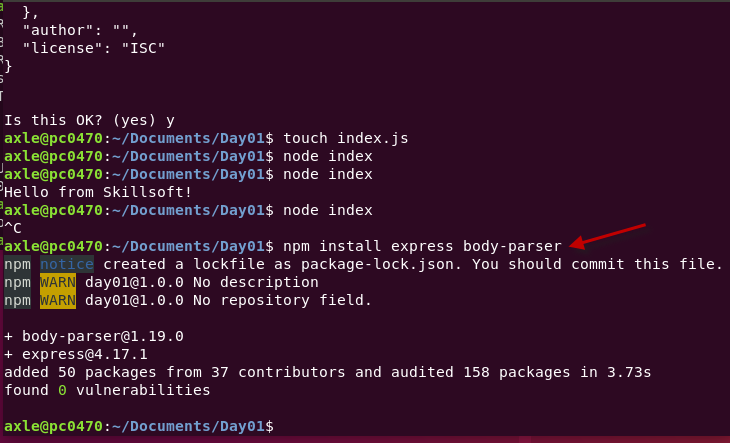 },
  "author": "",
  "license": "ISC"
}

Is this OK? (yes) y
axle@pc0470:~/Documents/Day01$ touch index.js
axle@pc0470:~/Documents/Day01$ node index
axle@pc0470:~/Documents/Day01$ node index
Hello from Skillsoft!
axle@pc0470:~/Documents/Day01$ node index
^C
axle@pc0470:~/Documents/Day01$ npm install express body-parser
npm notice created a lockfile as package-lock.json. You should commit this file.
npm WARN day01@1.0.0 No description
npm WARN day01@1.0.0 No repository field.

+ body-parser@1.19.0
+ express@4.17.1
added 50 packages from 37 contributors and audited 158 packages in 3.73s
found 0 vulnerabilities

axle@pc0470:~/Documents/Day01$